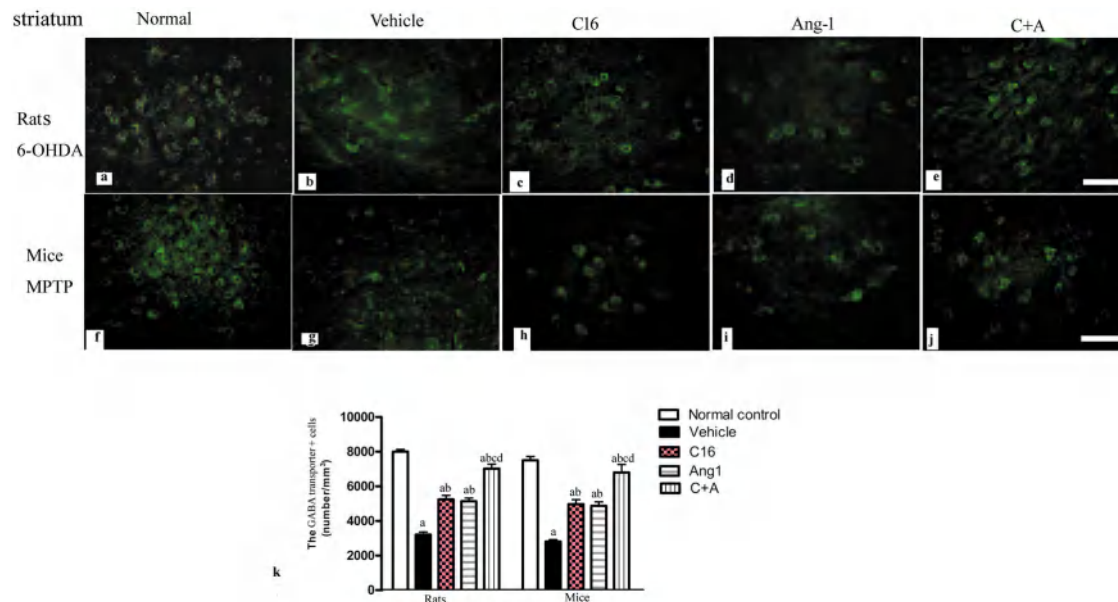 striatum Normal Vehicle C16 Ang-1 C+A
Rats
6-OHDA
a b c d e
Mice
MPTP
f g h i j
The GABA transporter + cells
(number/mm³)
10000
8000
6000
4000
2000
0
a ab ab abcd
a ab ab abcd
Rats Mice
Normal control
Vehicle
C16
Ang1
C+A
k